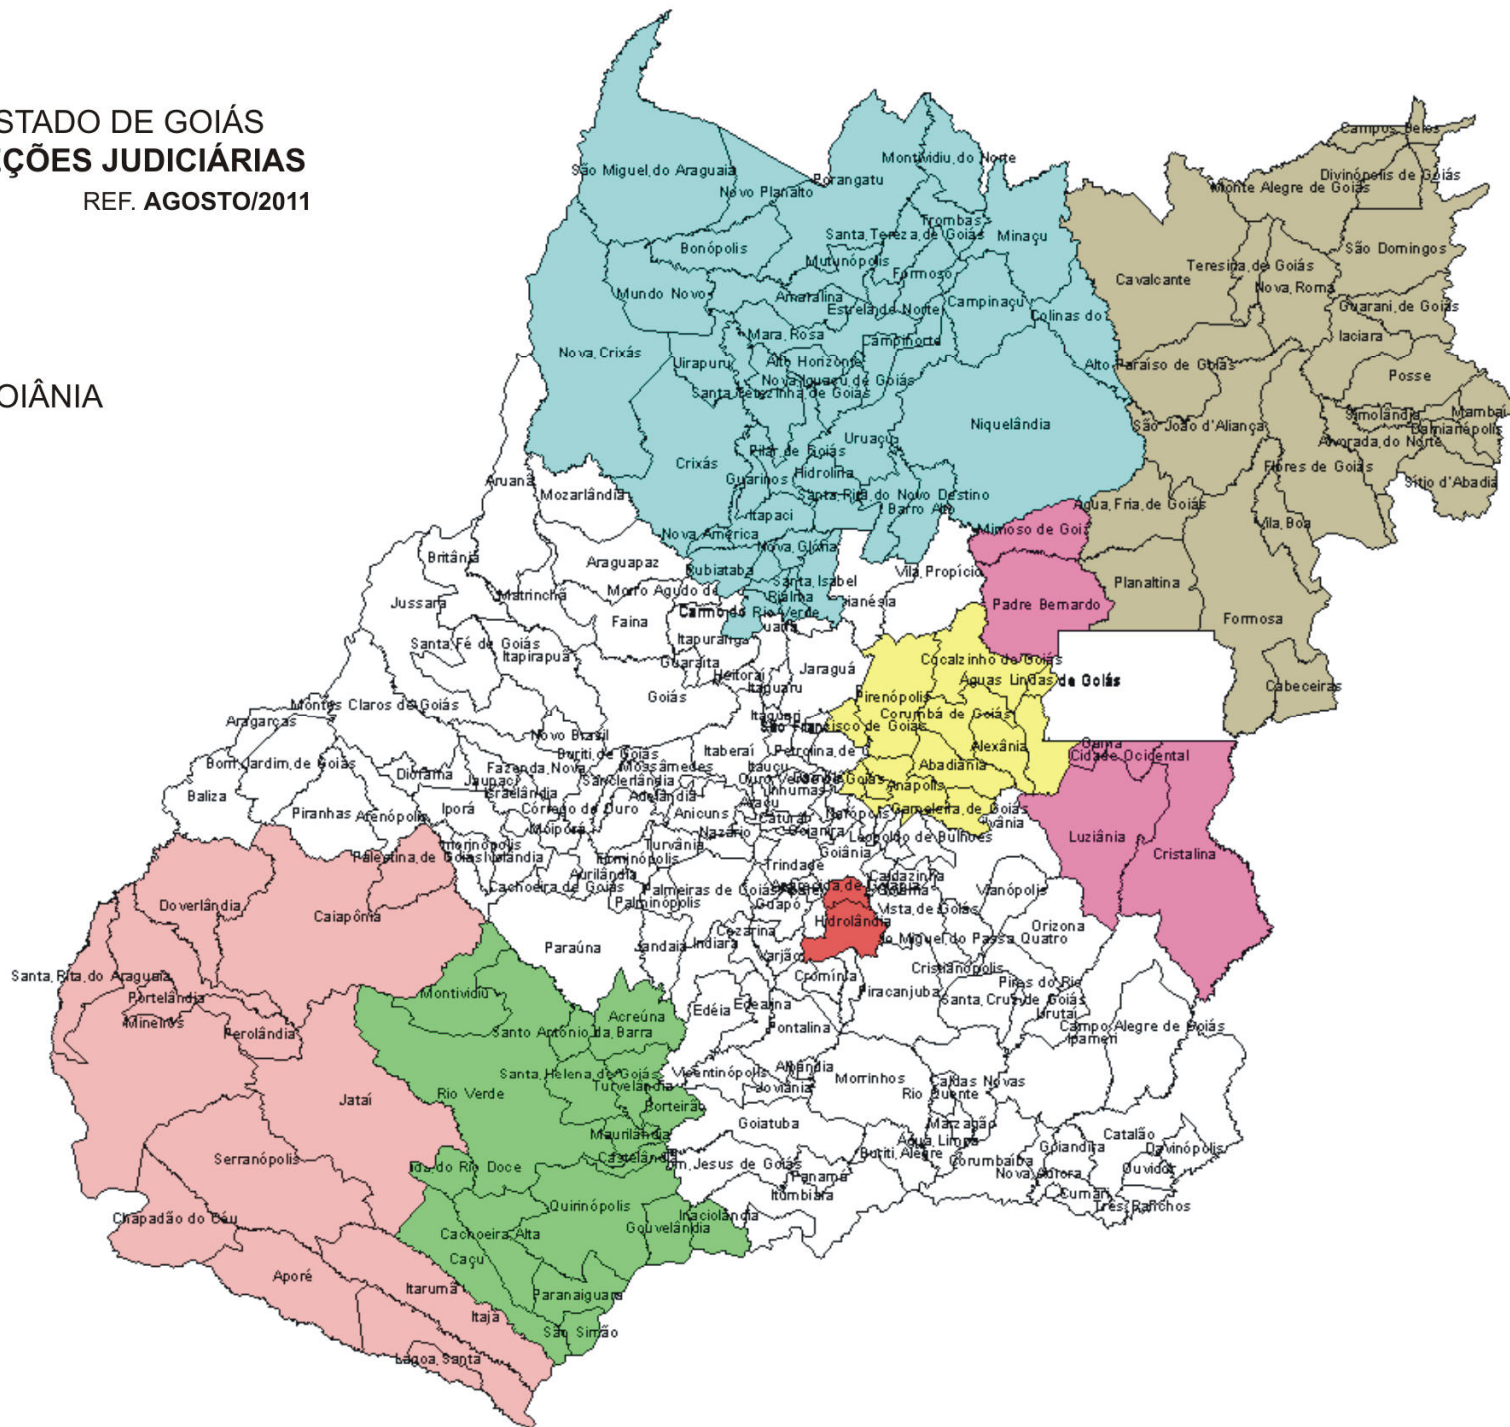 STADO DE GOIÁS
ÇÕES JUDICIÁRIAS
REF. AGOSTO/2011
OIÂNIA
Campos Belos
Montividiu do Norte
São Miguel do Araguaia
Novo Planalto
Porangatu
Divinópolis de Goiás
Monte Alegre de Goiás
Trombas
Santa Tereza de Goiás
Minaçu
Bonópolis
São Domingos
Mutunópolis
Formoso
Teresina de Goiás
Cavalcante
Nova Roma
Mundo Novo
Amaralina
Estrela do Norte
Campinaçu
Colinas do
Guarani de Goiás
Mara Rosa
Campinorte
Iaciara
Nova Crixás
Uirapuru
Alto Horizonte
Alto Paraíso de Goiás
Nova Iguaçu de Goiás
Posse
Santa Terezinha de Goiás
Simolândia
Mambaí
Niquelândia
São João d'Aliança
Damianópolis
Uruaçu
Alvorada do Norte
Pilar de Goiás
Crixás
Hidrolina
Flores de Goiás
Guarinos
Sítio d'Abadia
Aruanã
Mozarlândia
Santa Rita do Novo Destino
Água Fria de Goiás
Barro Alto
Itapaci
Vila Boa
Mimoso de Goi
Nova América
Nova Glória
Britânia
Araguapaz
Rubiataba
Vila Propício
Santa Isabel
Planaltina
Matrinchã
Morro Agudo de
Rialma
Jussara
ianésia
Padre Bernardo
Carmo do Rio Verde
Faina
Formosa
Itapuranga
Santa Fé de Goiás
Itapirapuã
Guaraíta
Jaraguá
Cocalzinho de Goiás
Heitoraí
Águas Lindas de Goiás
Itaguaru
Cabeceiras
Goiás
Pirenópolis
Montes Claros de Goiás
Itaguari
Corumbá de Goiás
Aragarças
São Francisco de Goiás
Novo Brasil
Alexânia
Gama
Buriti de Goiás
Itaberaí
Petrolina de G
Cidade Ocidental
Bom Jardim de Goiás
Fazenda Nova
Mossâmedes
Itauçu
Abadiânia
Diorama
Jaupaci
Sanclerlândia
Ouro Verde de Goiás
Anápolis
Baliza
Israelândia
Adelândia
Inhumas
Araçu
Iporá
Córrego do Ouro
Anicuns
Caturaí
Nerópolis
Gameleira de Goiás
Piranhas
Arenópolis
Moiporá
Nazário
Goianira
Leopoldo de Bulhões
Luziânia
Turvânia
Goiânia
Cristalina
Palestina de Goiás
Ivolândia
Firminópolis
Trindade
Aurilândia
Caldazinha
Cachoeira de Goiás
Palmeiras de Goiás
Aparecida de Goiânia
Vianópolis
Doverlândia
Palminópolis
Guapó
Caiapônia
Hidrolândia
Orizona
Cezarina
Paraúna
Jandaia
Indiara
Varjão
Cristianópolis
Santa Rita do Araguaia
Cromínia
Pires do Rio
Montividiu
Piracanjuba
Portelândia
Santa Cruz de Goiás
Edéia
Edealina
Mineiros
Acreúna
Urutaí
Perolândia
Santo Antônio da Barra
Pontalina
Campo Alegre de Goiás
Ipameri
Santa Helena de Goiás
Vicentinópolis
Aloândia
Morrinhos
Caldas Novas
Turvelândia
Joviânia
Rio Verde
Rio Quente
Jataí
Porteirão
Goiatuba
Marzagão
Maurilândia
Água Limpa
Catalão
Goiandira
Davinópolis
Serranópolis
Castelândia
Buriti Alegre
Corumbaíba
Bom Jesus de Goiás
Ouvidor
Panamá
Nova Aurora
Itumbiara
Cumari
Quirinópolis
Três Ranchos
Chapadão do Céu
Inaciolândia
Gouvelândia
Cachoeira Alta
Caçu
Aporé
Itarumã
Paranaiguara
Itajá
São Simão
Lagoa Santa